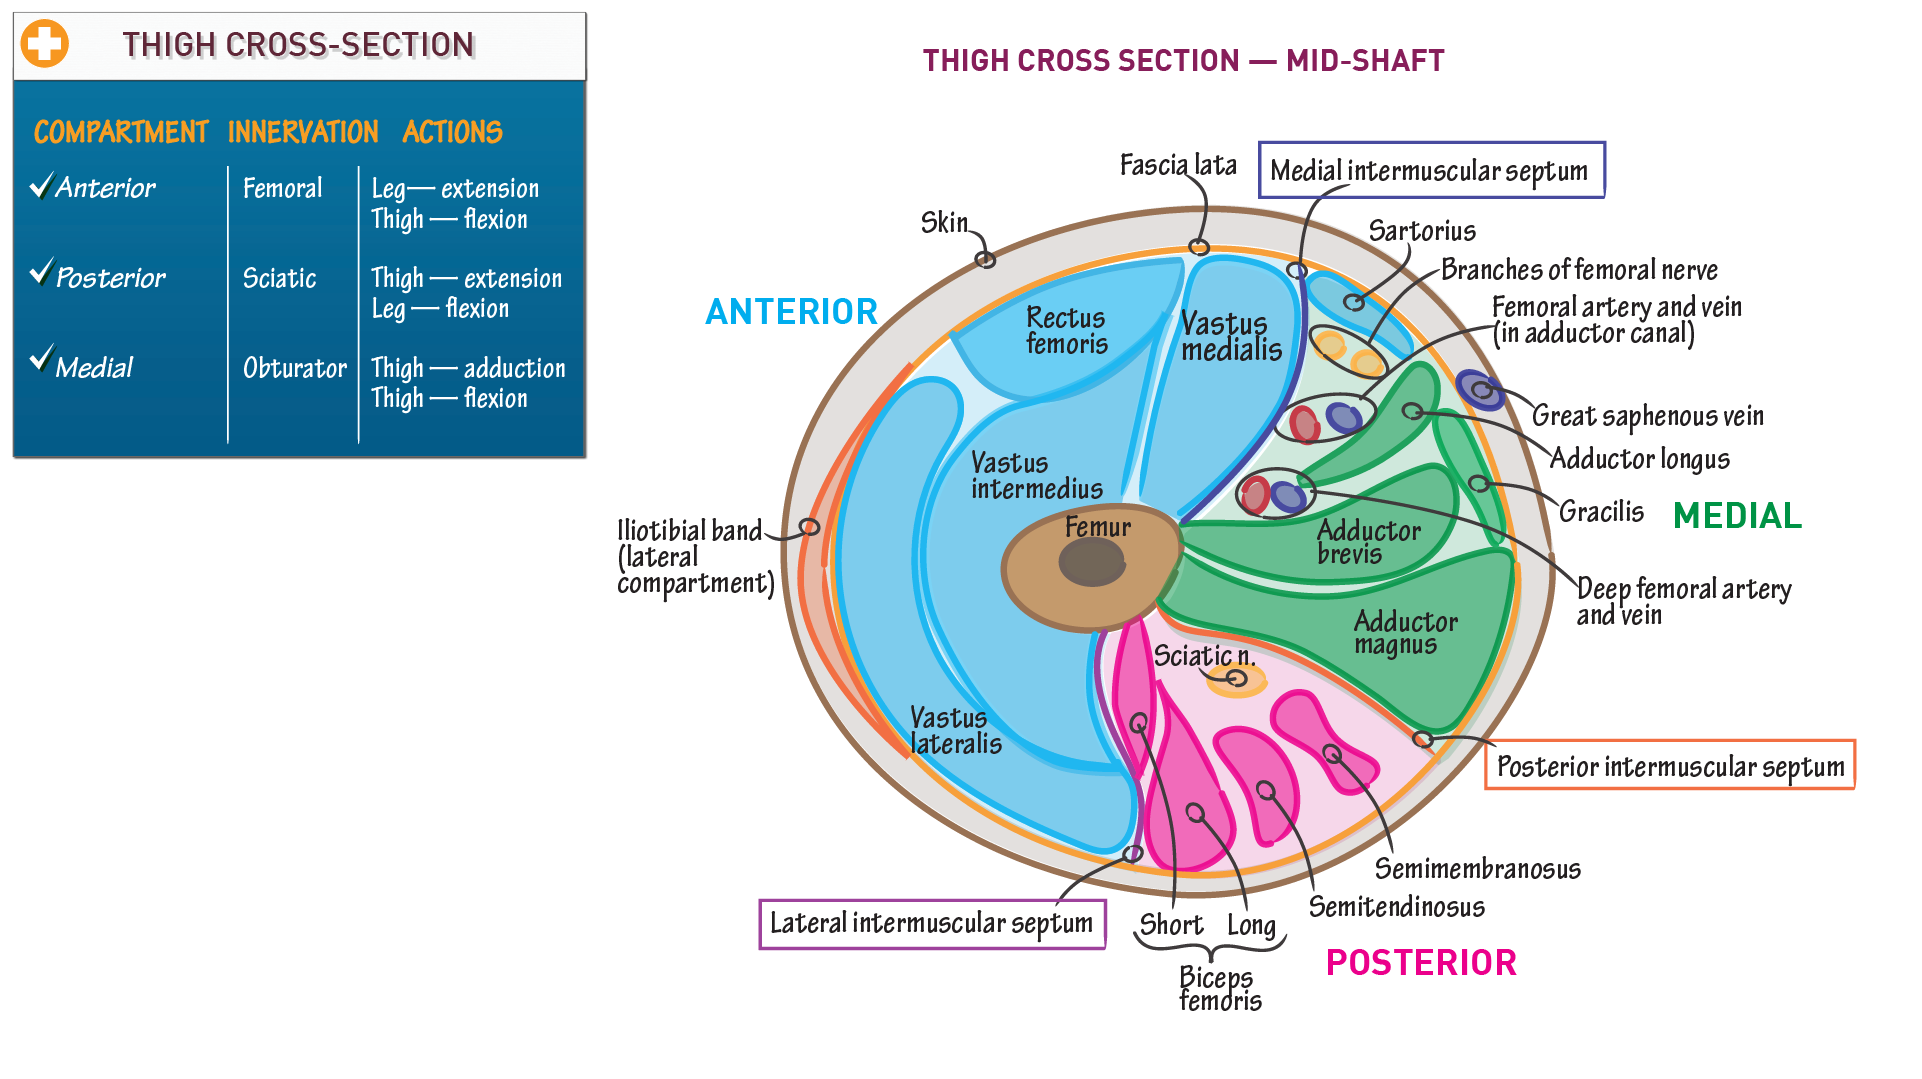 THIGH CROSS-SECTION
COMPARTMENT INNERVATION ACTIONS
Anterior Femoral Leg — extension
Thigh — flexion
Posterior Sciatic Thigh — extension
Leg — flexion
Medial Obturator Thigh — adduction
Thigh — flexion
THIGH CROSS SECTION — MID-SHAFT
Fascia lata
Medial intermuscular septum
Skin
Sartorius
Branches of femoral nerve
ANTERIOR
Femoral artery and vein
(in adductor canal)
Rectus
femoris
Vastus
medialis
Great saphenous vein
Vastus
intermedius
Adductor longus
Gracilis
MEDIAL
Iliotibial band
(lateral
compartment)
Femur
Adductor
brevis
Deep femoral artery
and vein
Adductor
magnus
Sciatic n.
Vastus
lateralis
Posterior intermuscular septum
Semimembranosus
Semitendinosus
Lateral intermuscular septum
Short Long
Biceps
femoris
POSTERIOR